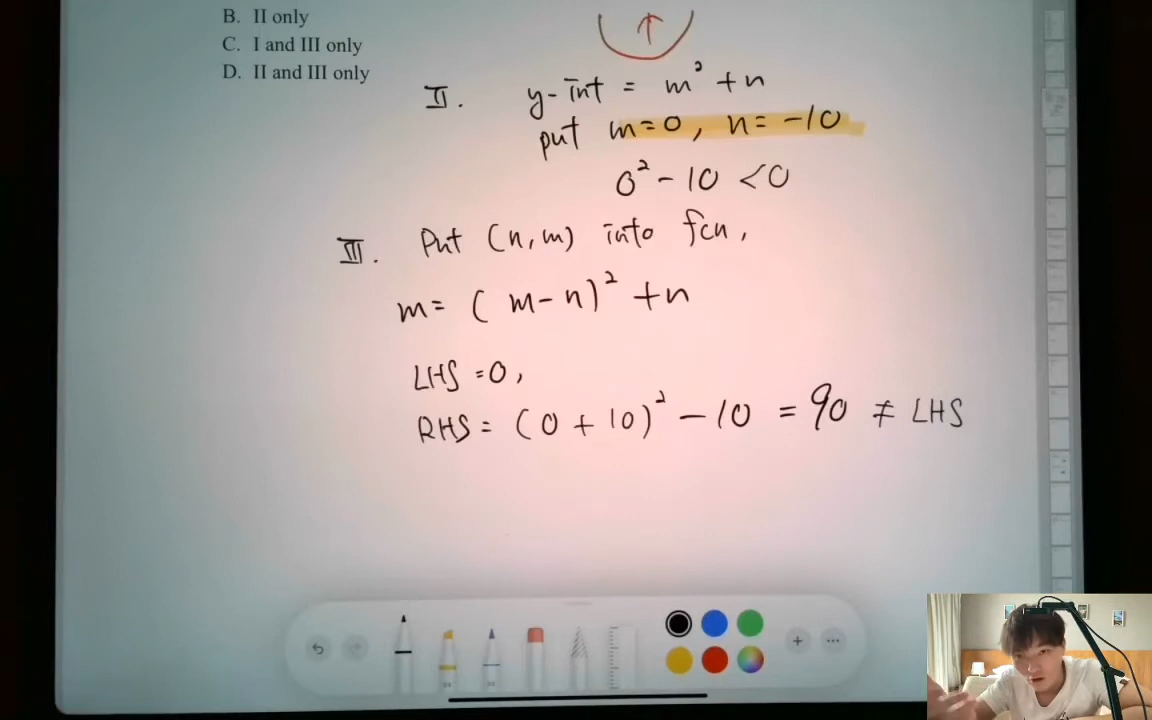 B. II only
C. I and III only
D. II and III only
II. y-int = m² + n
put m=0, n= -10
0² - 10 < 0
III. Put (n, m) into fcn,
m= (m-n)² + n
LHS = 0,
RHS = (0 + 10)² - 10 = 90 ≠ LHS